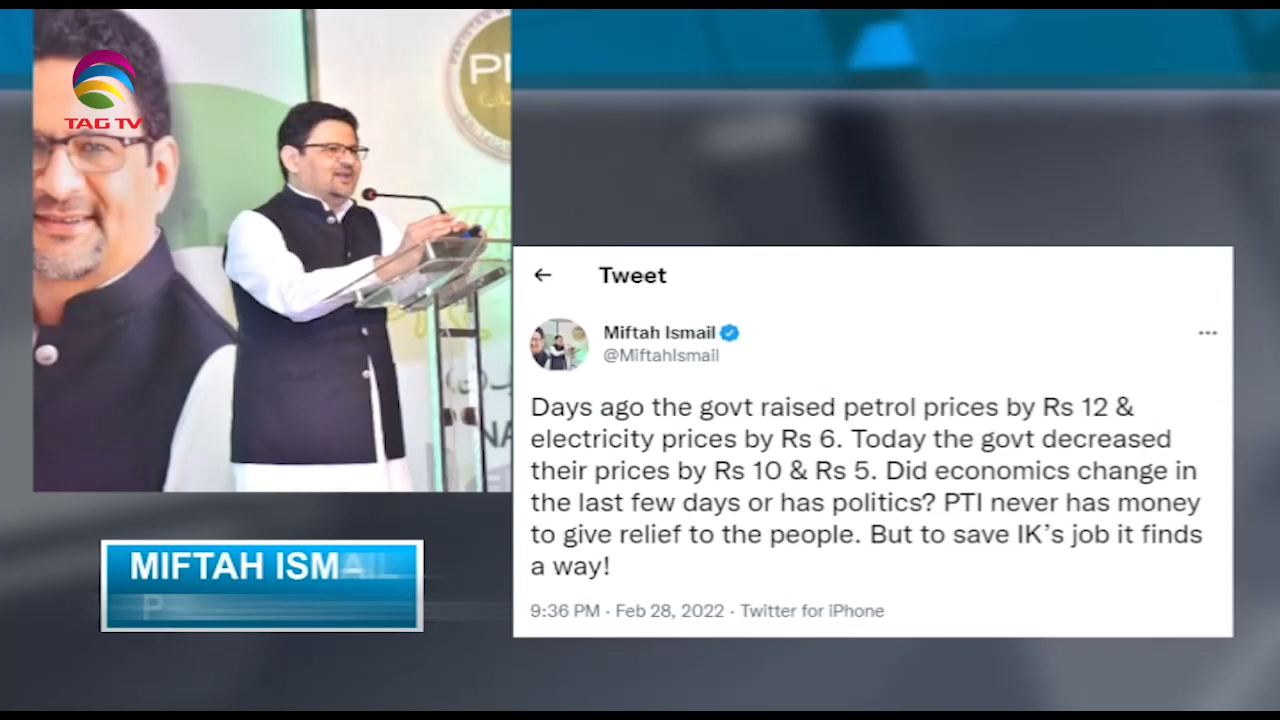 TAG TV
Tweet
Miftah Ismail
@MiftahIsmail
Days ago the govt raised petrol prices by Rs 12 &
electricity prices by Rs 6. Today the govt decreased
their prices by Rs 10 & Rs 5. Did economics change in
the last few days or has politics? PTI never has money
to give relief to the people. But to save IK’s job it finds
a way!
9:36 PM · Feb 28, 2022 · Twitter for iPhone
MIFTAH ISMAIL
P